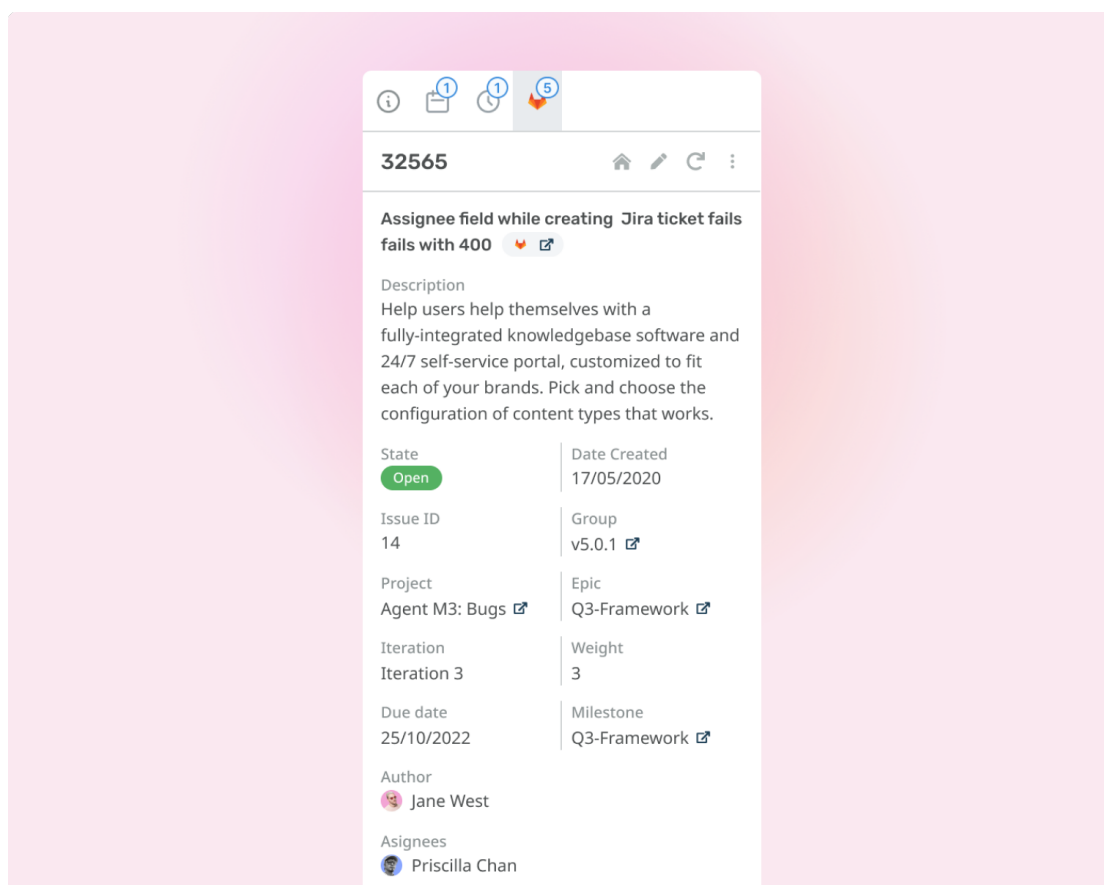 1
1
5
32565
Assignee field while creating Jira ticket fails
fails with 400
Description
Help users help themselves with a
fully-integrated knowledgebase software and
24/7 self-service portal, customized to fit
each of your brands. Pick and choose the
configuration of content types that works.
State
Date Created
Open
17/05/2020
Issue ID
Group
14
v5.0.1
Project
Epic
Agent M3: Bugs
Q3-Framework
Iteration
Weight
Iteration 3
3
Due date
Milestone
25/10/2022
Q3-Framework
Author
Jane West
Asignees
Priscilla Chan